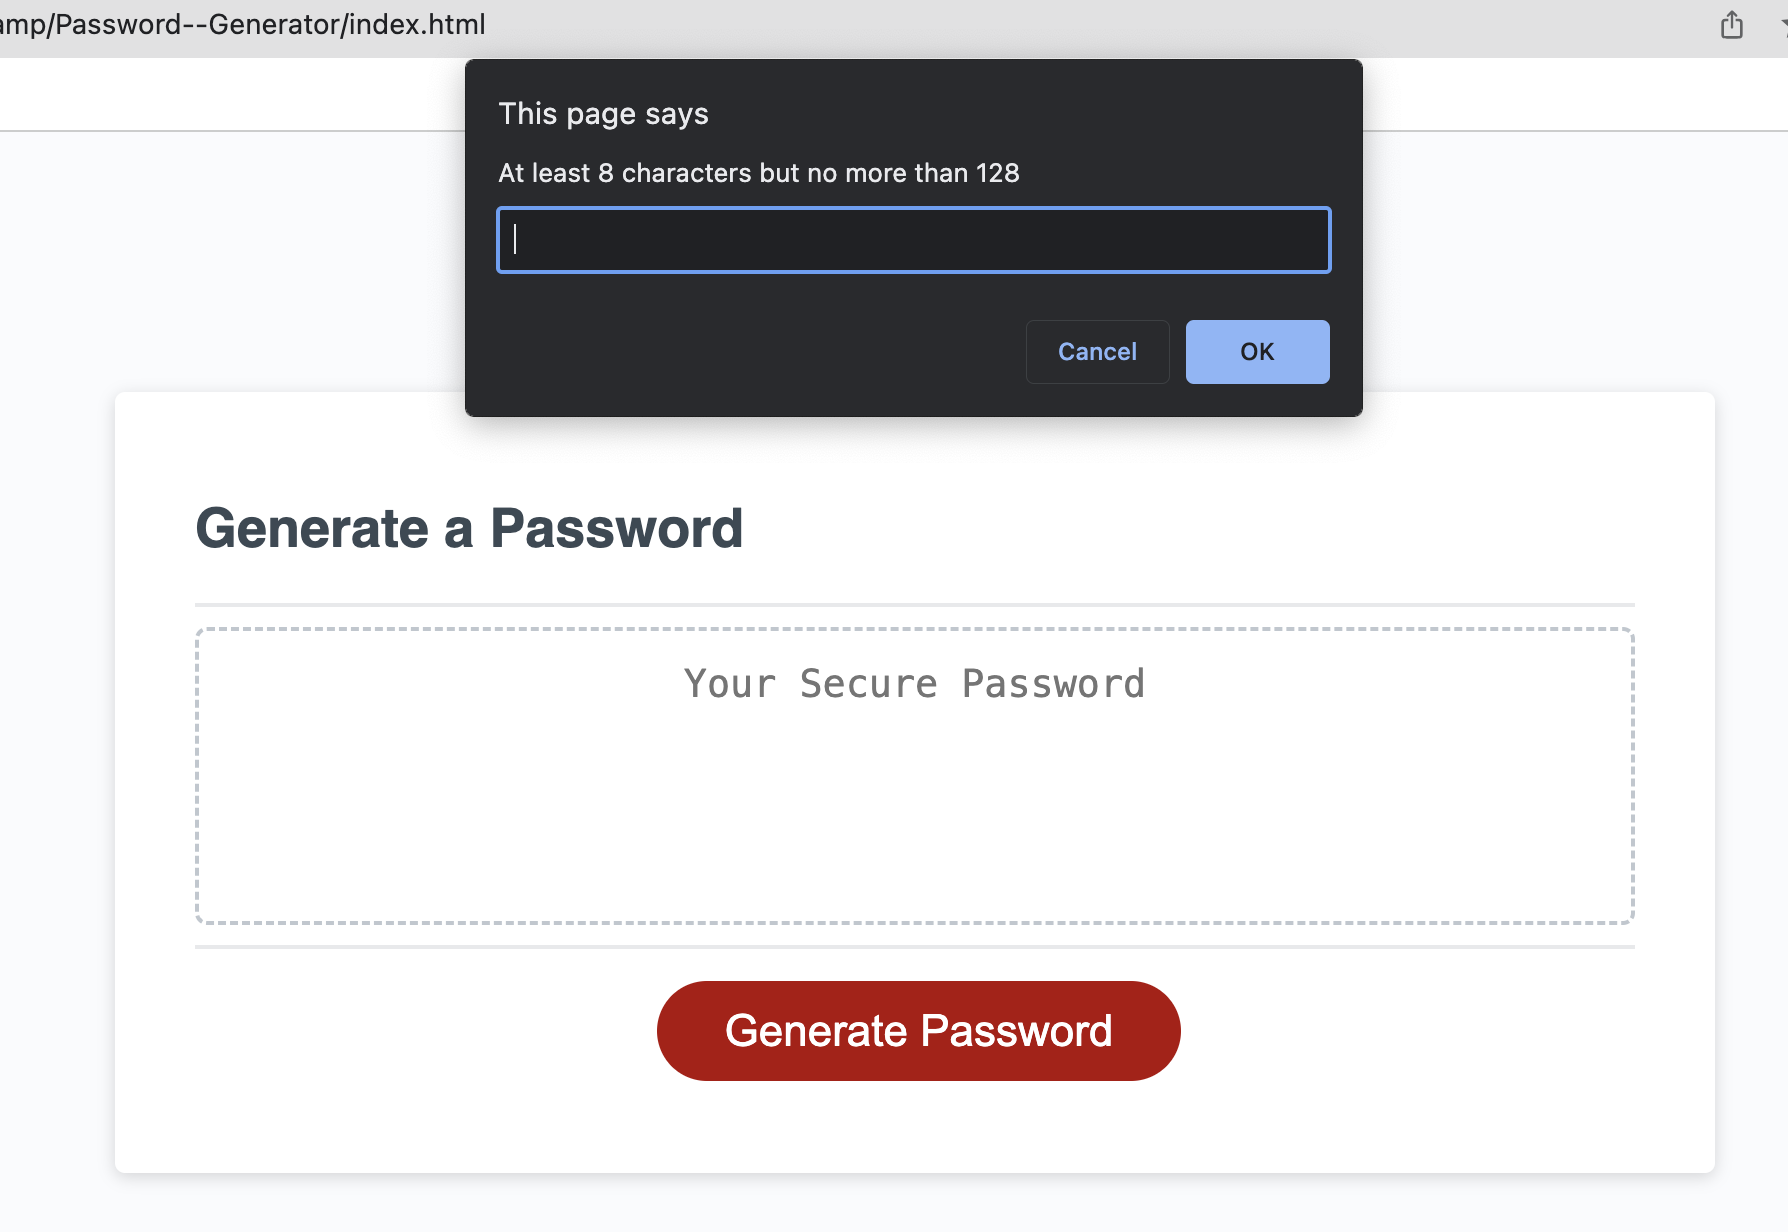 amp/Password--Generator/index.html
This page says
At least 8 characters but no more than 128
Cancel
OK
Generate a Password
Your Secure Password
Generate Password